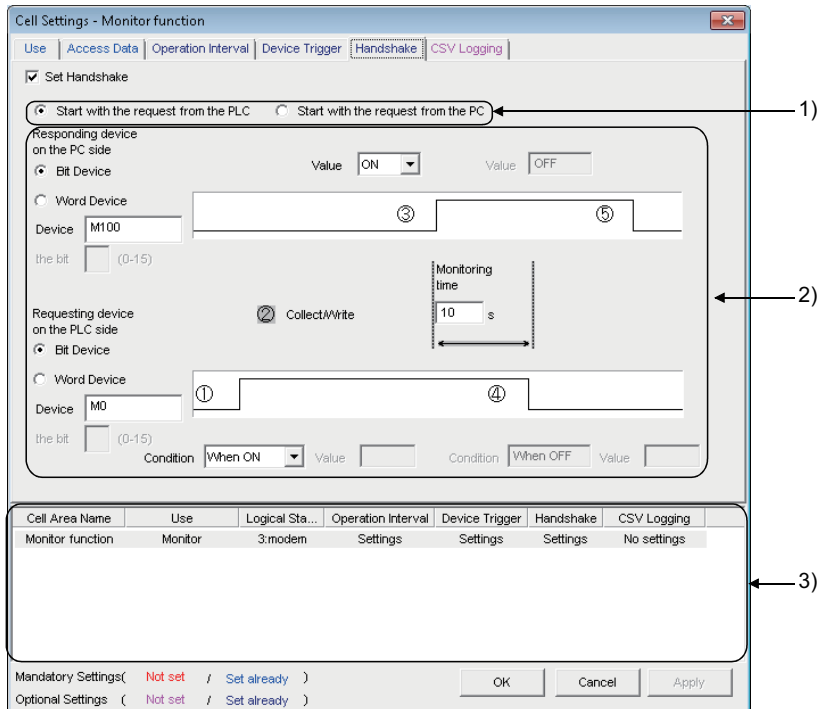 Cell Settings - Monitor function
Use Access Data Operation Interval Device Trigger Handshake CSV Logging
Set Handshake
Start with the request from the PLC Start with the request from the PC 1)
Responding device
on the PC side
Bit Device Value ON Value OFF
Word Device
③ ⑤
Device M100
the bit (0-15)
Monitoring
time
2)
Requesting device
on the PLC side
② Collect/Write 10 s
Bit Device
Word Device
① ④
Device M0
the bit (0-15)
Condition When ON Value Condition When OFF Value
Cell Area Name Use Logical Sta... Operation Interval Device Trigger Handshake CSV Logging
Monitor function Monitor 3:modem Settings Settings Settings No settings
3)
Mandatory Settings( Not set / Set already ) OK Cancel Apply
Optional Settings ( Not set / Set already )